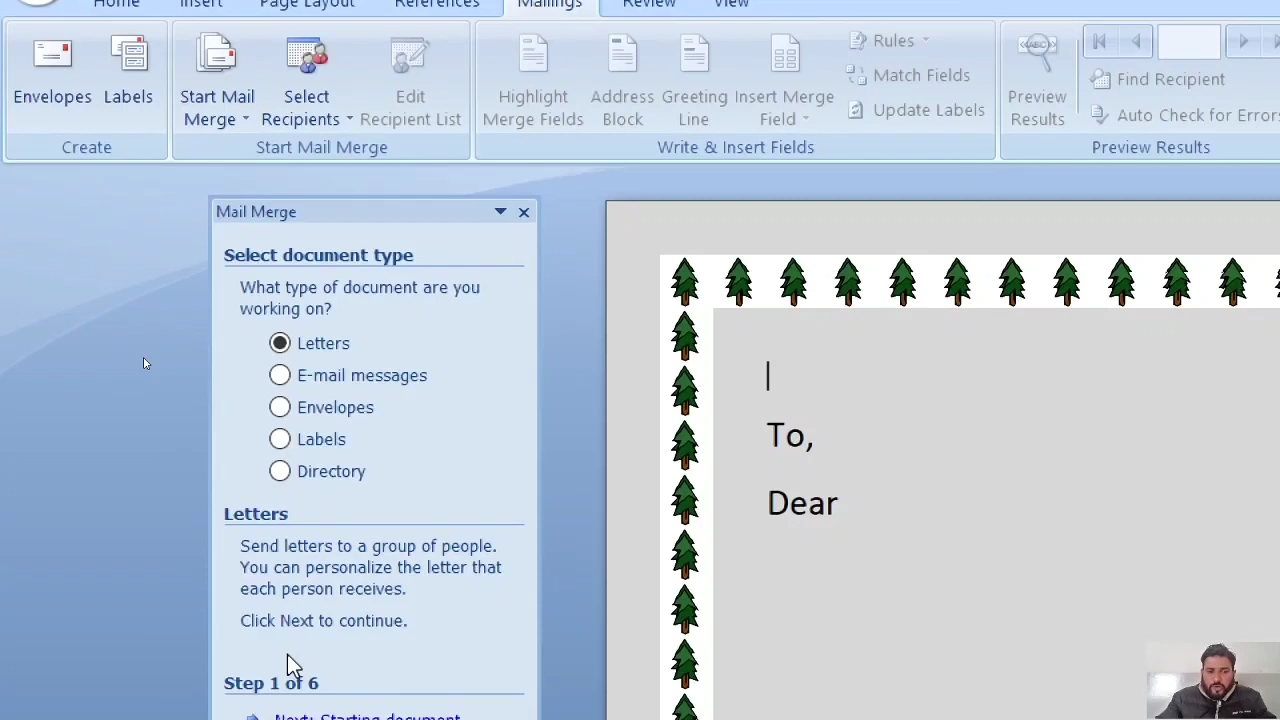 Home Insert Page Layout References Mailings Review View
Envelopes Labels Start Mail Merge Select Recipients Edit Recipient List Highlight Merge Fields Address Block Greeting Line Insert Merge Field Rules Match Fields Update Labels Preview Results Find Recipient Auto Check for Errors
Create Start Mail Merge Write & Insert Fields Preview Results
Mail Merge
Select document type
What type of document are you
working on?
Letters
E-mail messages
Envelopes
Labels
Directory
Letters
Send letters to a group of people.
You can personalize the letter that
each person receives.
Click Next to continue.
Step 1 of 6
Next: Starting document
To,
Dear